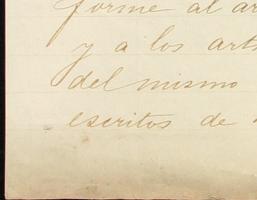 forme al ar
y a los arts
del mismo
escritos de